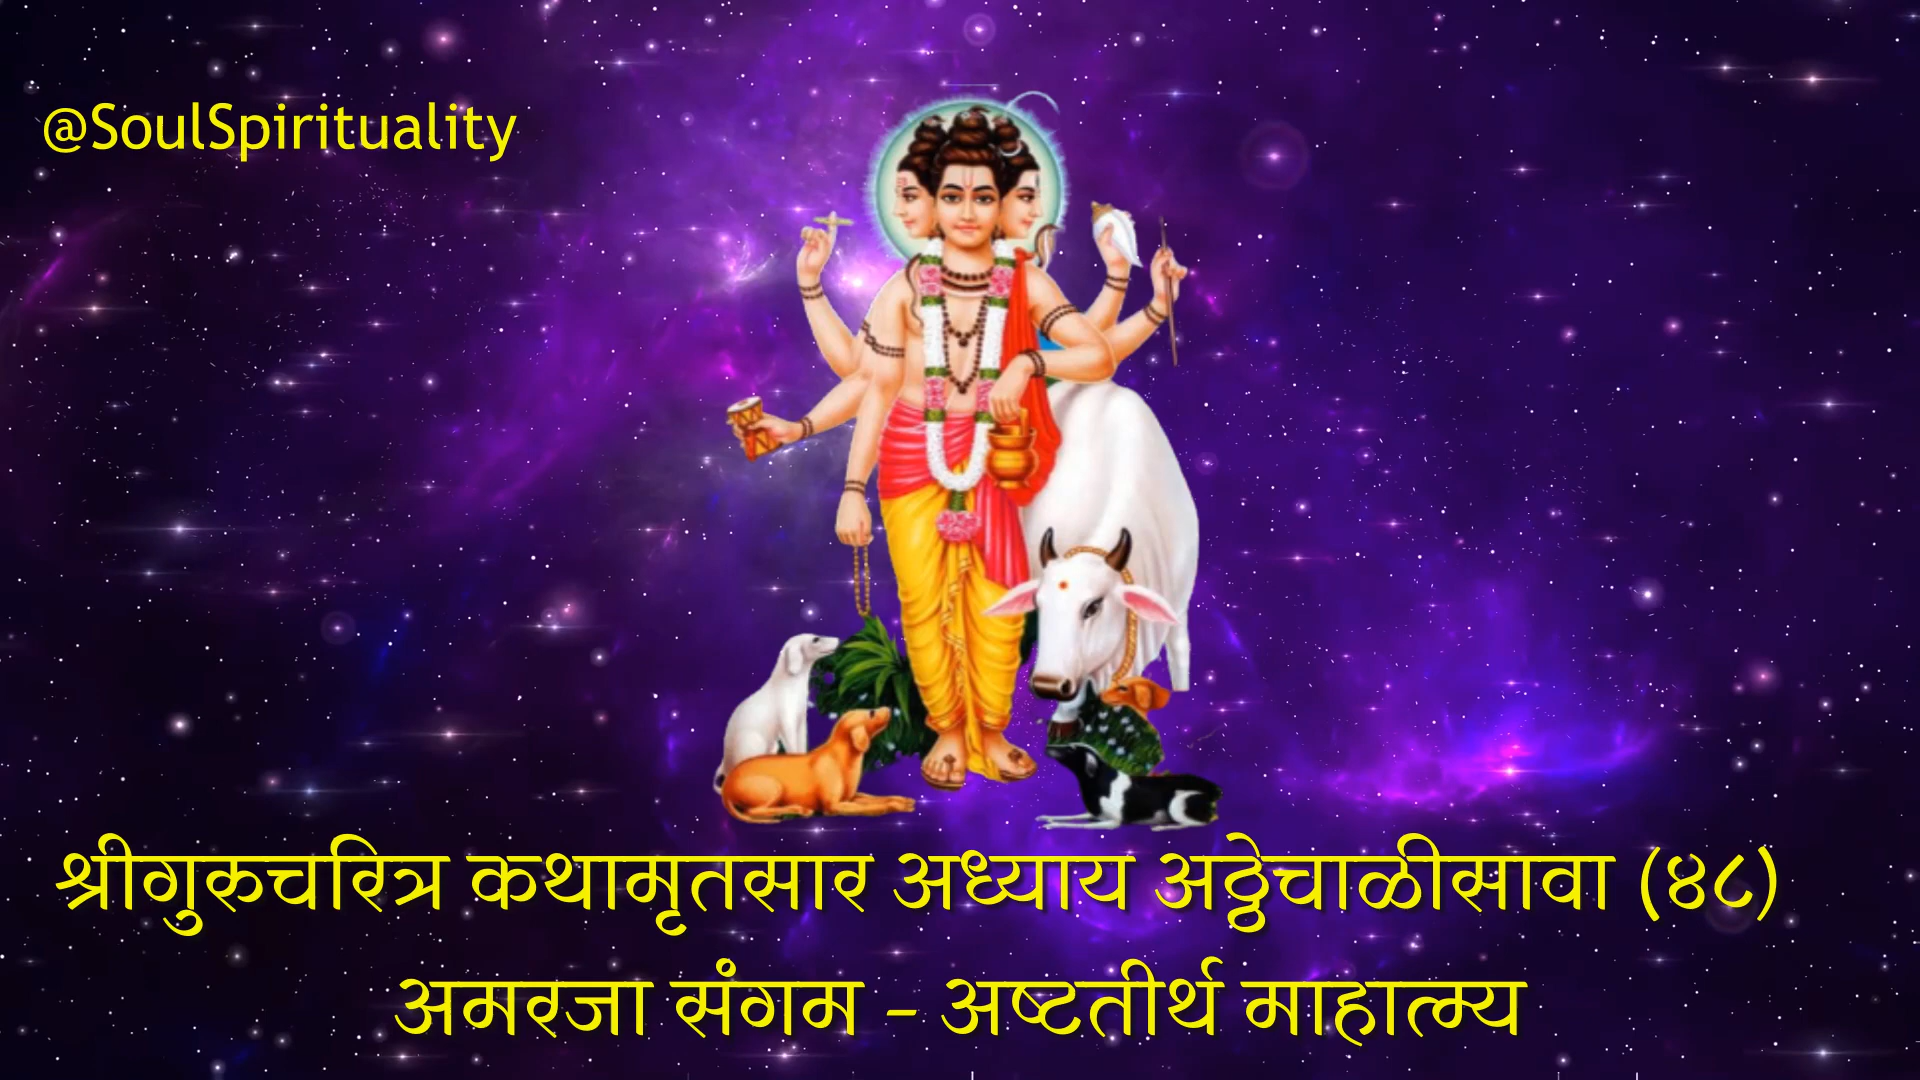 @SoulSpirituality
श्रीगुरुचरित्र कथामृतसार अध्याय अठ्ठेचाळीसावा (४८)
अमरजा संगम - अष्टतीर्थ माहात्म्य